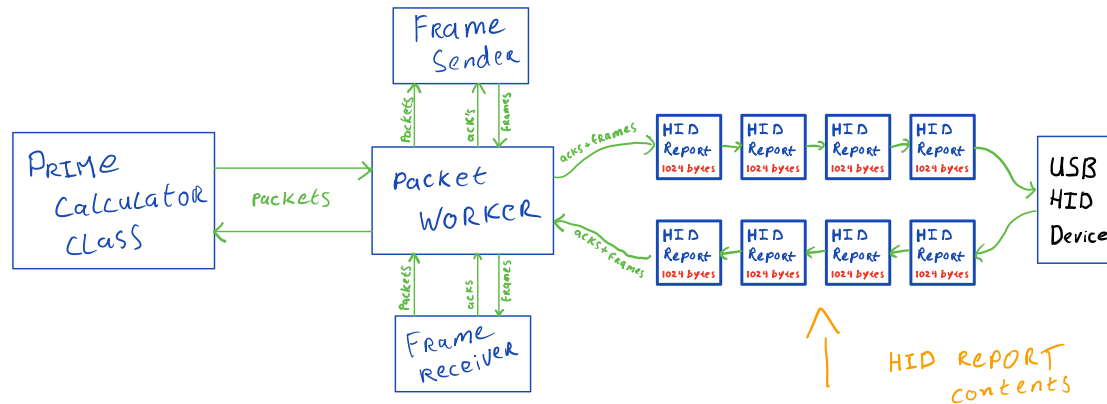 FRAME
Sender
Packets
ack's
frames
PRIME
CALCULATOR
CLASS
Packets
Packet
WORKER
acks+frames
HID
Report
1024 bytes
HID
Report
1024 bytes
HID
Report
1024 bytes
HID
Report
1024 bytes
USB
HID
Device
acks+frames
HID
Report
1024 bytes
HID
Report
1024 bytes
HID
Report
1024 bytes
HID
Report
1024 bytes
Packets
acks
frames
FRAME
receiver
HID REPORT
contents